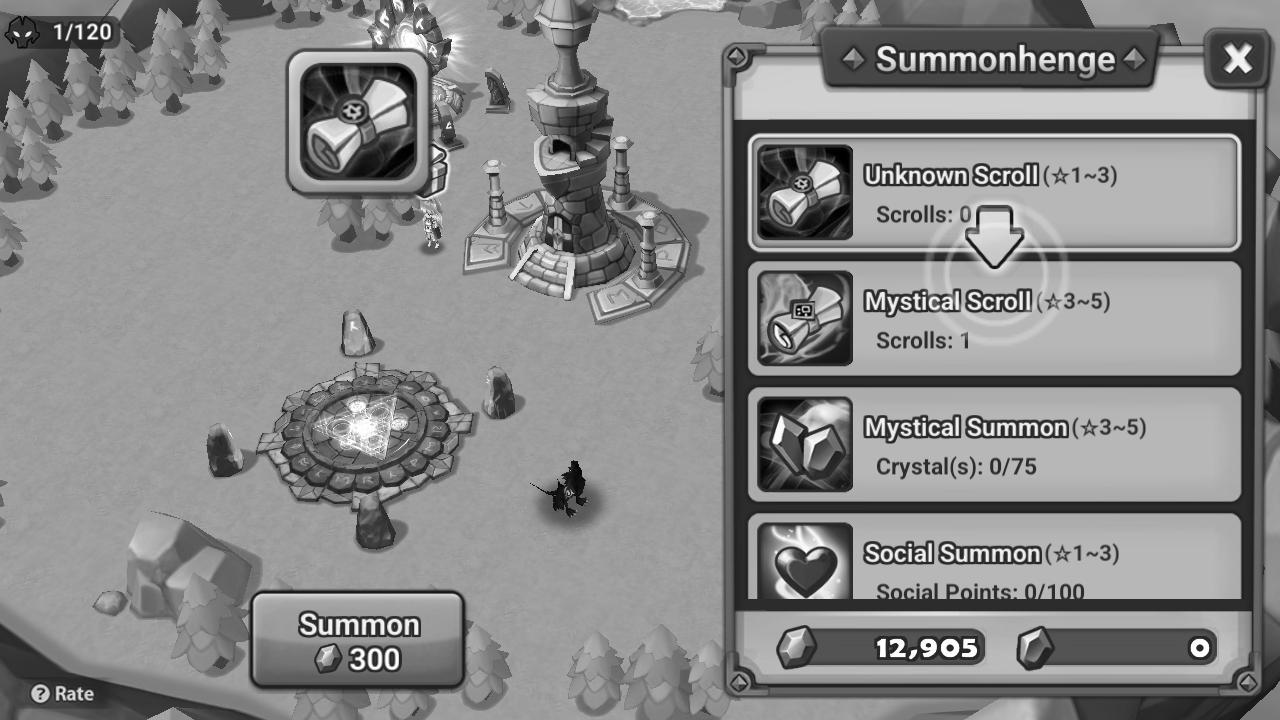 1/120
Summonhenge
Unknown Scroll(☆1~3)
Scrolls: 0
Mystical Scroll(☆3~5)
Scrolls: 1
Mystical Summon(☆3~5)
Crystal(s): 0/75
Social Summon(☆1~3)
Social Points: 0/100
Summon
300
12,905
0
? Rate